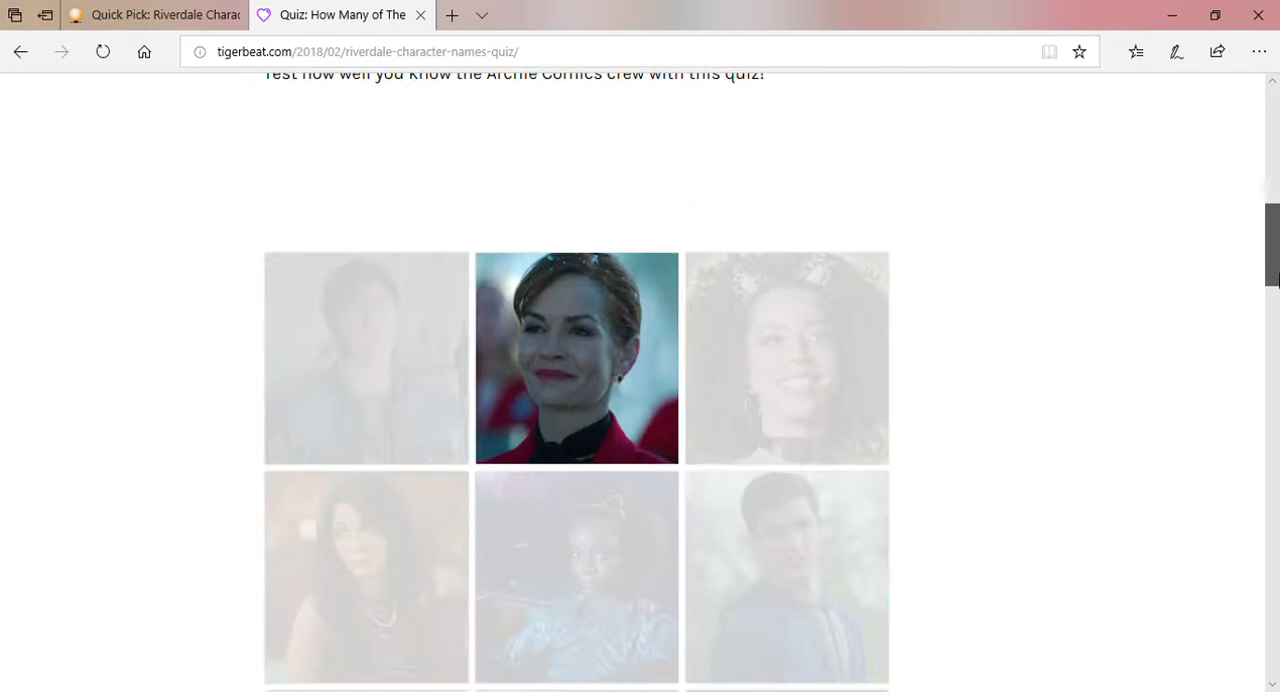 Quick Pick: Riverdale Charac
Quiz: How Many of The
tigerbeat.com/2018/02/riverdale-character-names-quiz/
Test how well you know the Archie Comics crew with this quiz!